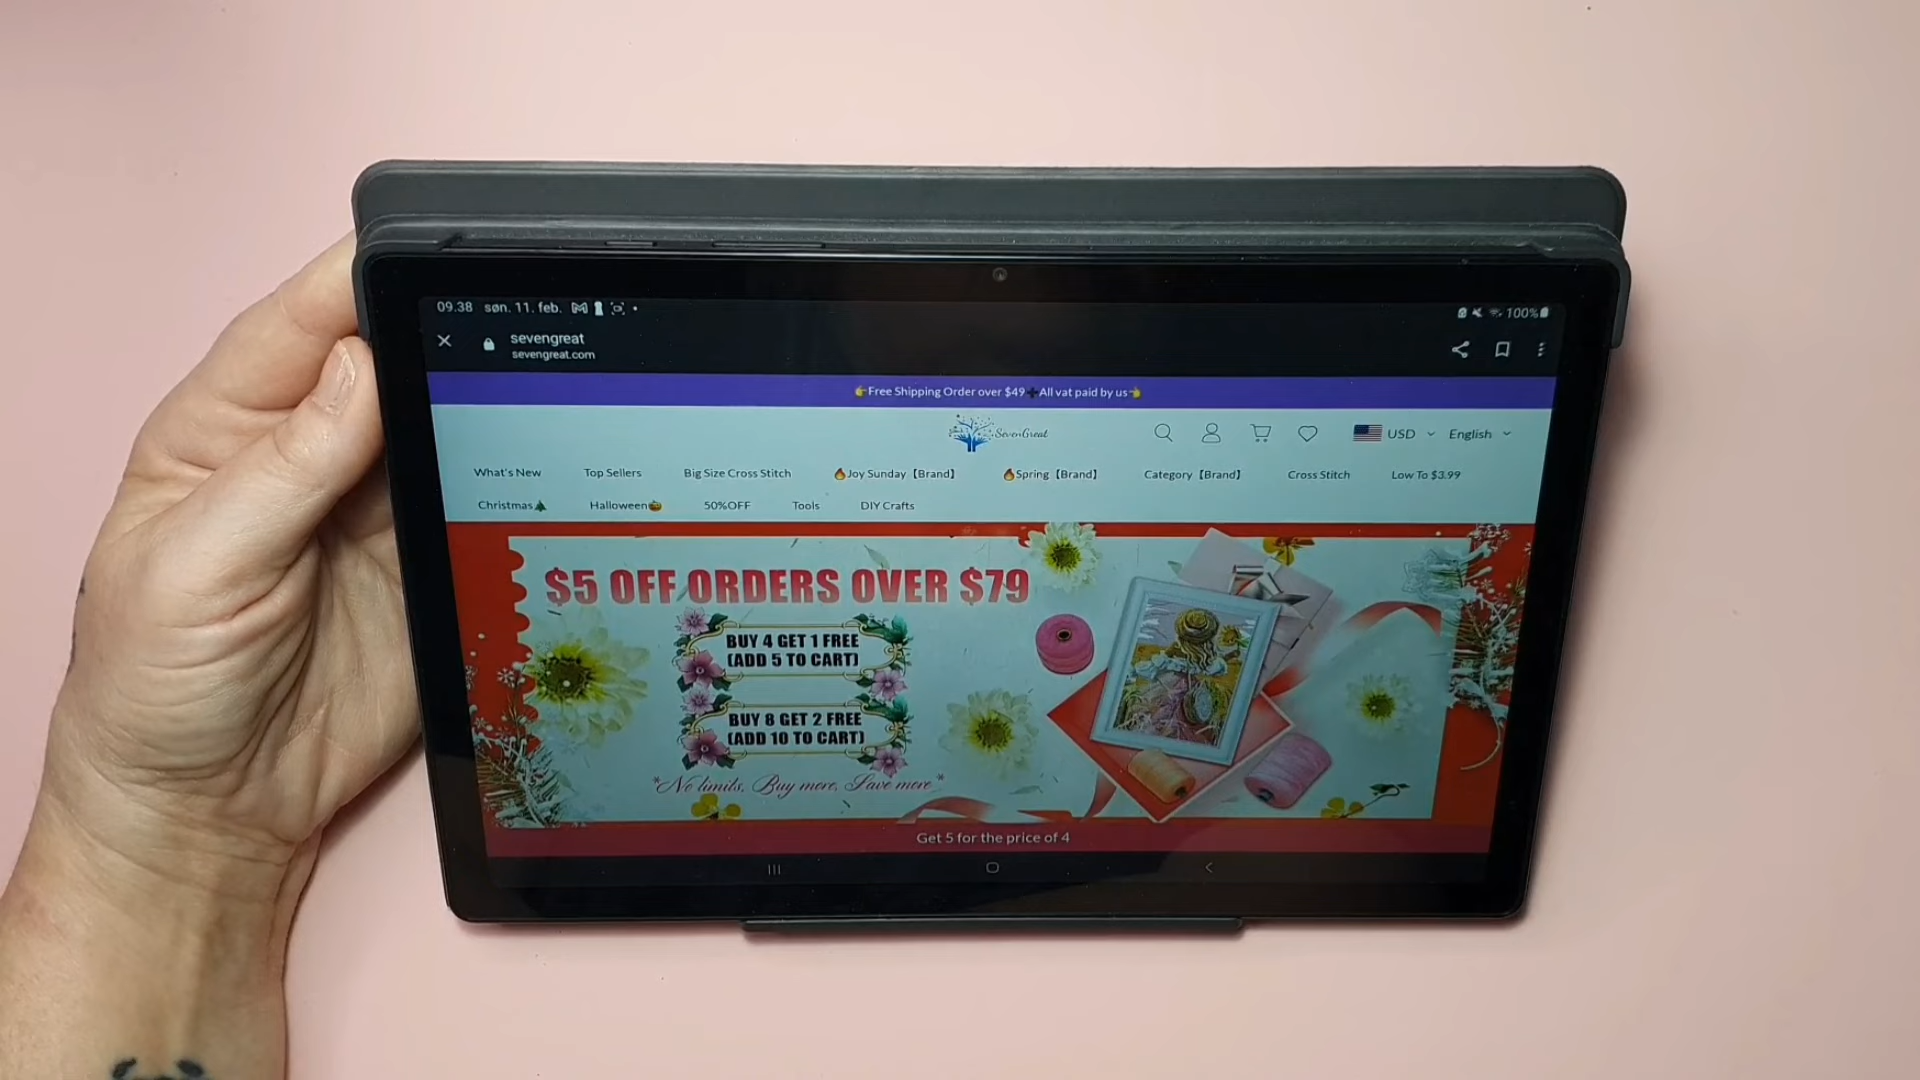 09.38 søn. 11. feb.
100%
sevengreat
sevengreat.com
👉Free Shipping Order over $49➕All vat paid by us👈
SevenGreat
USD English
What's New Top Sellers Big Size Cross Stitch 🔥Joy Sunday【Brand】 🔥Spring【Brand】 Category【Brand】 Cross Stitch Low To $3.99
Christmas🎄 Halloween🎃 50%OFF Tools DIY Crafts
$5 OFF ORDERS OVER $79
BUY 4 GET 1 FREE
(ADD 5 TO CART)
BUY 8 GET 2 FREE
(ADD 10 TO CART)
*No limits, Buy more, Save more*
Get 5 for the price of 4